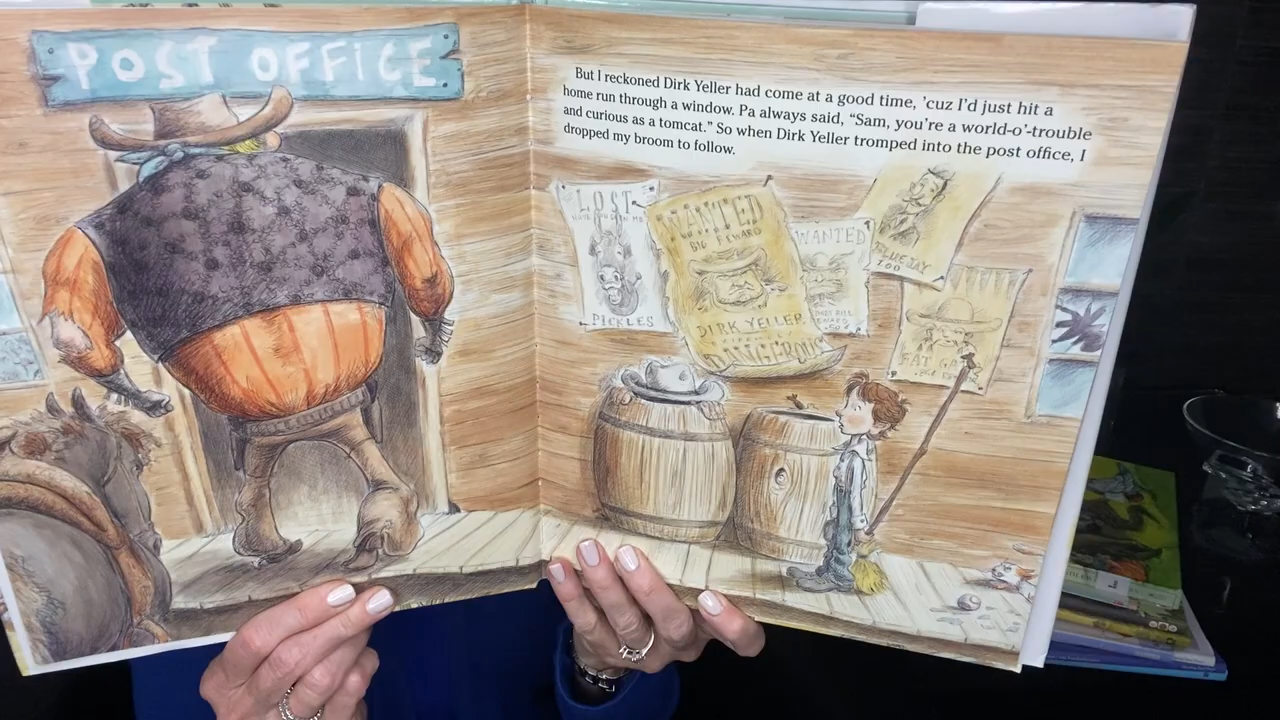 POST OFFICE
But I reckoned Dirk Yeller had come at a good time, 'cuz I'd just hit a
home run through a window. Pa always said, “Sam, you're a world-o'-trouble
and curious as a tomcat.” So when Dirk Yeller tromped into the post office, I
dropped my broom to follow.
LOST
PICKLES
WANTED
BIG REWARD
DIRK YELLER
DANGEROUS
WANTED